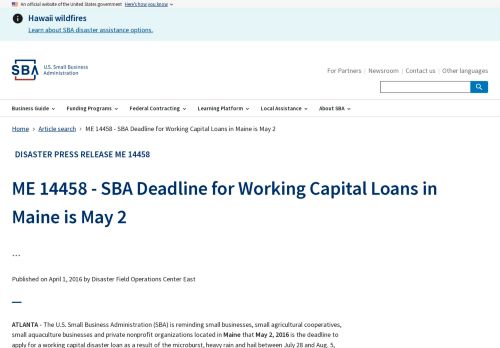 An official website of the United States government Here's how you know
Hawaii wildfires
Learn about SBA disaster assistance options.
SBA U.S. Small Business
Administration
For Partners | Newsroom | Contact us | Other languages
Business Guide Funding Programs Federal Contracting Learning Platform Local Assistance About SBA
Home > Article search > ME 14458 - SBA Deadline for Working Capital Loans in Maine is May 2
DISASTER PRESS RELEASE ME 14458
ME 14458 - SBA Deadline for Working Capital Loans in
Maine is May 2
...
Published on April 1, 2016 by Disaster Field Operations Center East
ATLANTA - The U.S. Small Business Administration (SBA) is reminding small businesses, small agricultural cooperatives,
small aquaculture businesses and private nonprofit organizations located in Maine that May 2, 2016 is the deadline to
apply for a working capital disaster loan as a result of the microburst, heavy rain and hail between July 28 and Aug. 5,